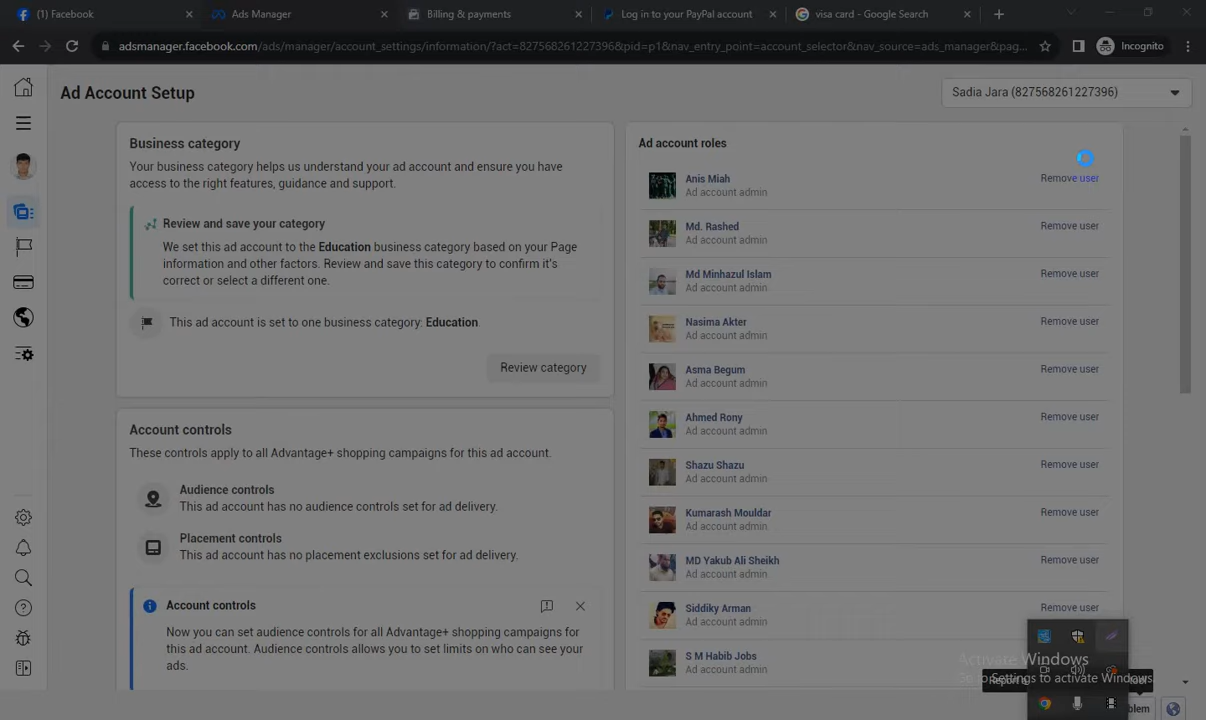 (1) Facebook
Ads Manager
Billing & payments
Log in to your PayPal account
visa card - Google Search
adsmanager.facebook.com/ads/manager/account_settings/information/?act=827568261227396&pid=p1&nav_entry_point=account_selector&nav_source=ads_manager&pag...
Incognito
Ad Account Setup
Sadia Jara (827568261227396)
Business category
Your business category helps us understand your ad account and ensure you have
access to the right features, guidance and support.
Review and save your category
We set this ad account to the Education business category based on your Page
information and other factors. Review and save this category to confirm it's
correct or select a different one.
This ad account is set to one business category: Education.
Review category
Account controls
These controls apply to all Advantage+ shopping campaigns for this ad account.
Audience controls
This ad account has no audience controls set for ad delivery.
Placement controls
This ad account has no placement exclusions set for ad delivery.
Account controls
Now you can set audience controls for all Advantage+ shopping campaigns for
this ad account. Audience controls allows you to set limits on who can see your
ads.
Ad account roles
Anis Miah
Ad account admin
Remove user
Md. Rashed
Ad account admin
Remove user
Md Minhazul Islam
Ad account admin
Remove user
Nasima Akter
Ad account admin
Remove user
Asma Begum
Ad account admin
Remove user
Ahmed Rony
Ad account admin
Remove user
Shazu Shazu
Ad account admin
Remove user
Kumarash Mouldar
Ad account admin
Remove user
MD Yakub Ali Sheikh
Ad account admin
Remove user
Siddiky Arman
Ad account admin
Remove user
S M Habib Jobs
Ad account admin
Activate Windows
Go to Settings to activate Windows.